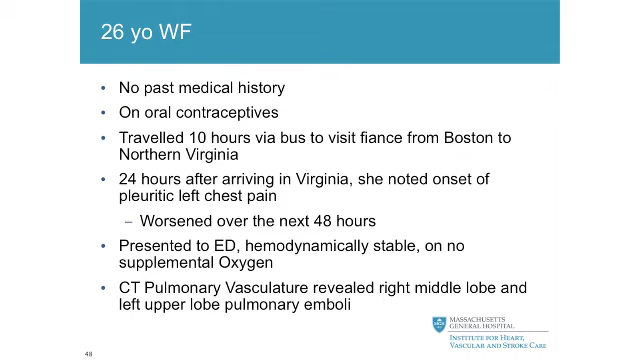 26 yo WF
• No past medical history
• On oral contraceptives
• Travelled 10 hours via bus to visit fiance from Boston to
Northern Virginia
• 24 hours after arriving in Virginia, she noted onset of
pleuritic left chest pain
– Worsened over the next 48 hours
• Presented to ED, hemodynamically stable, on no
supplemental Oxygen
• CT Pulmonary Vasculature revealed right middle lobe and
left upper lobe pulmonary emboli
MASSACHUSETTS
GENERAL HOSPITAL
INSTITUTE FOR HEART,
VASCULAR AND STROKE CARE
48